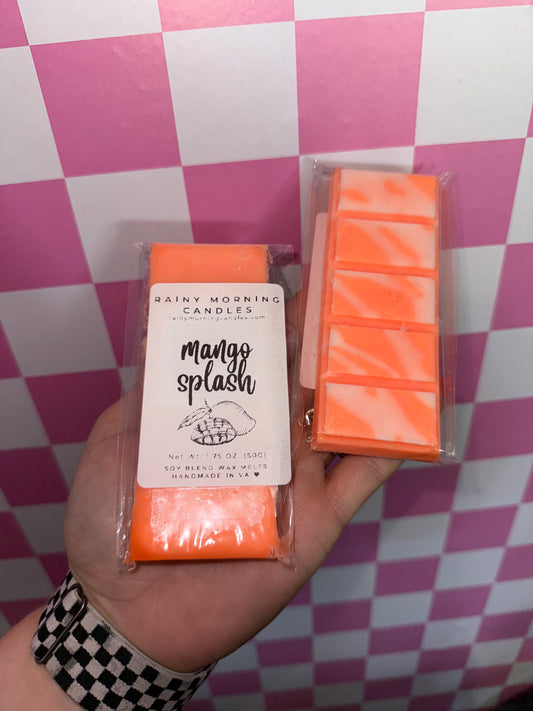 RAINY MORNING
CANDLES
rainymorningcandles.com
mango
splash
Net Wt. 1.75 OZ. (50G)
SOY BLEND WAX MELTS
HANDMADE IN VA ♥